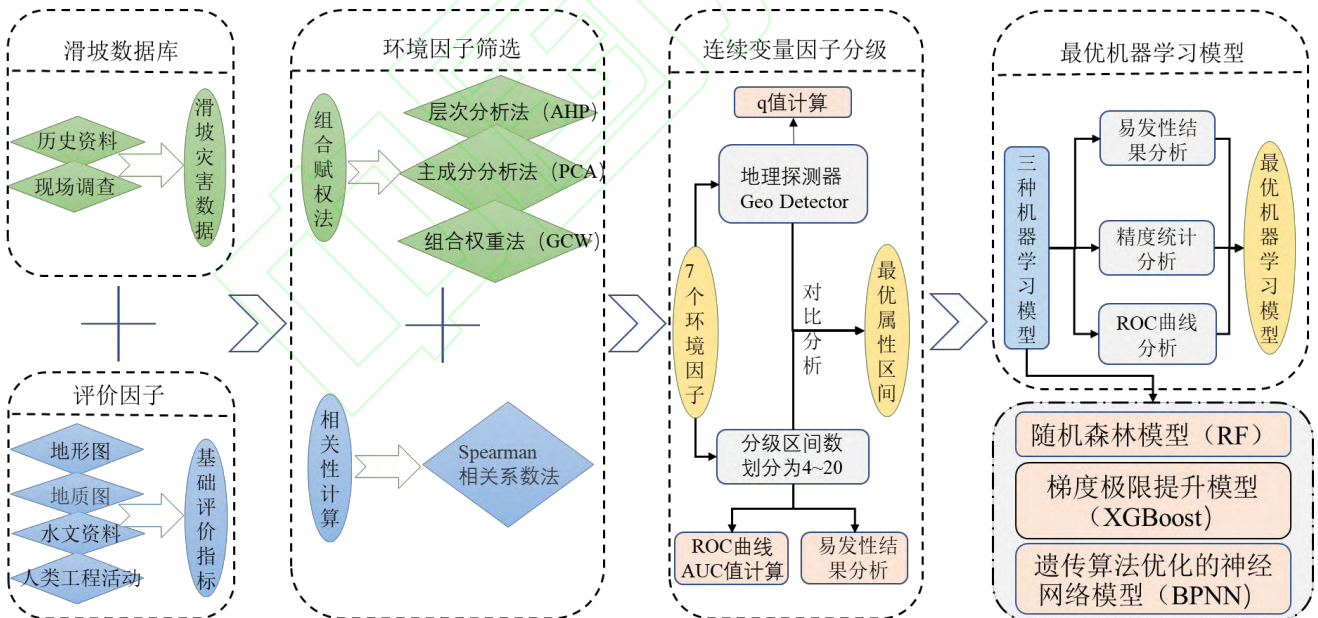 滑坡数据库
历史资料
现场调查
滑坡灾害数据
评价因子
地形图
地质图
水文资料
人类工程活动
基础评价指标
环境因子筛选
组合赋权法
层次分析法（AHP）
主成分分析法（PCA）
组合权重法（GCW）
相关性计算
Spearman
相关系数法
连续变量因子分级
q值计算
地理探测器
Geo Detector
7个环境因子
对比分析
最优属性区间
分级区间数
划分为4~20
ROC曲线
AUC值计算
易发性结
果分析
最优机器学习模型
三种机器学习模型
易发性结
果分析
精度统计
分析
ROC曲线
分析
最优机器学习模型
随机森林模型（RF）
梯度极限提升模型
（XGBoost）
遗传算法优化的神经
网络模型（BPNN）